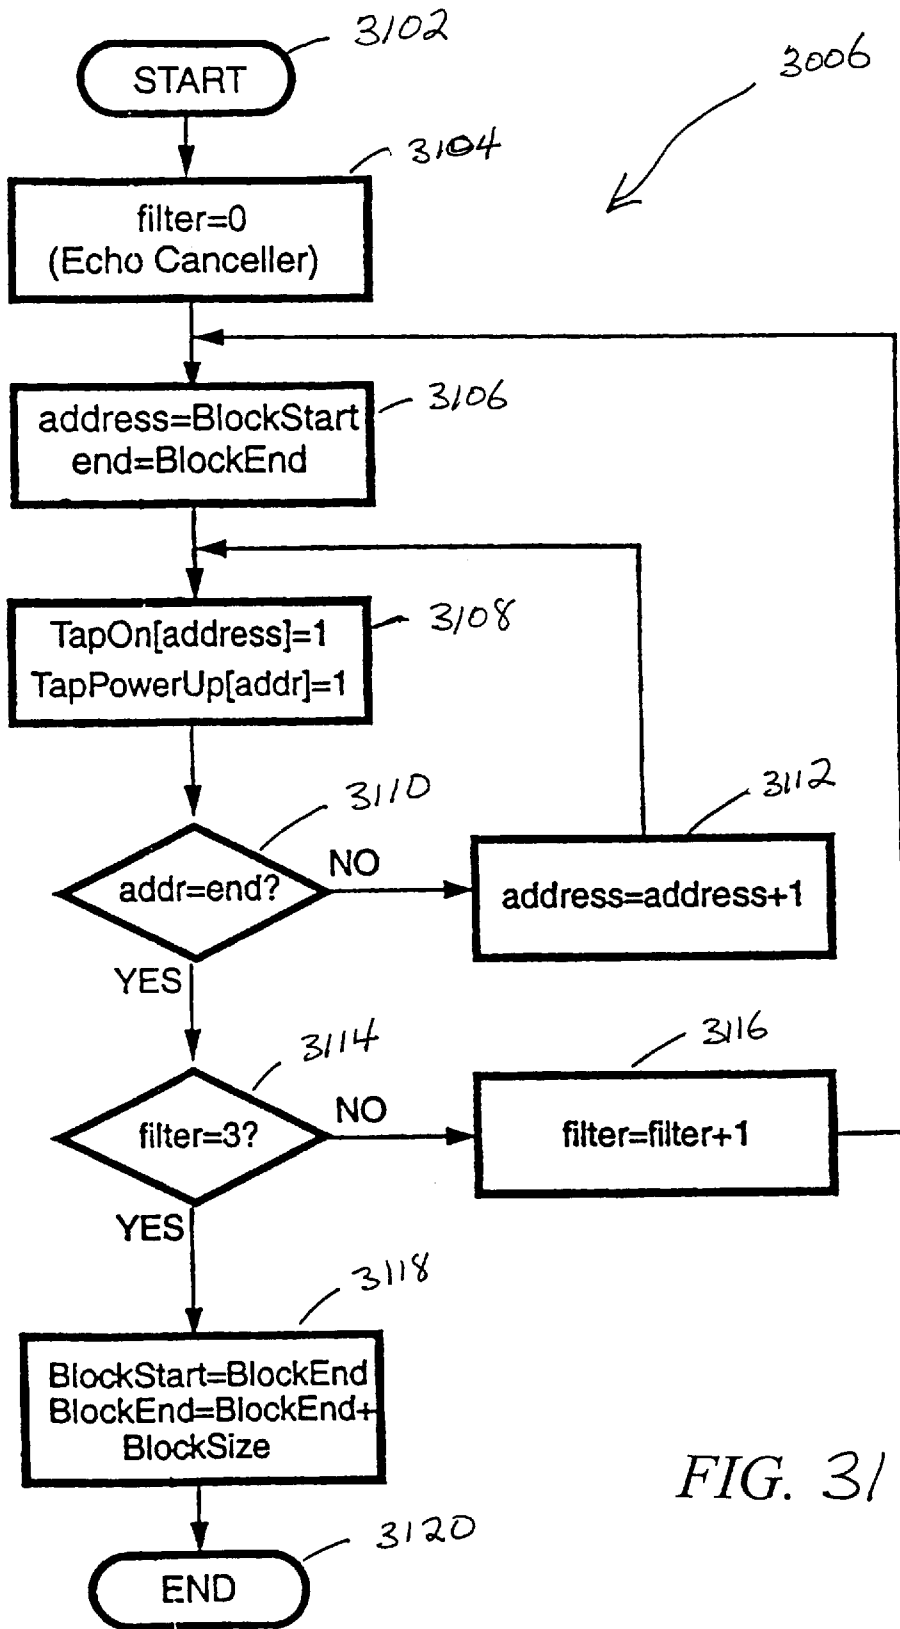 3102
START
3006
3104
filter=0
(Echo Canceller)
3106
address=BlockStart
end=BlockEnd
3108
TapOn[address]=1
TapPowerUp[addr]=1
3110
addr=end?
NO
3112
address=address+1
YES
3114
filter=3?
NO
3116
filter=filter+1
YES
3118
BlockStart=BlockEnd
BlockEnd=BlockEnd+
BlockSize
3120
END
FIG. 31